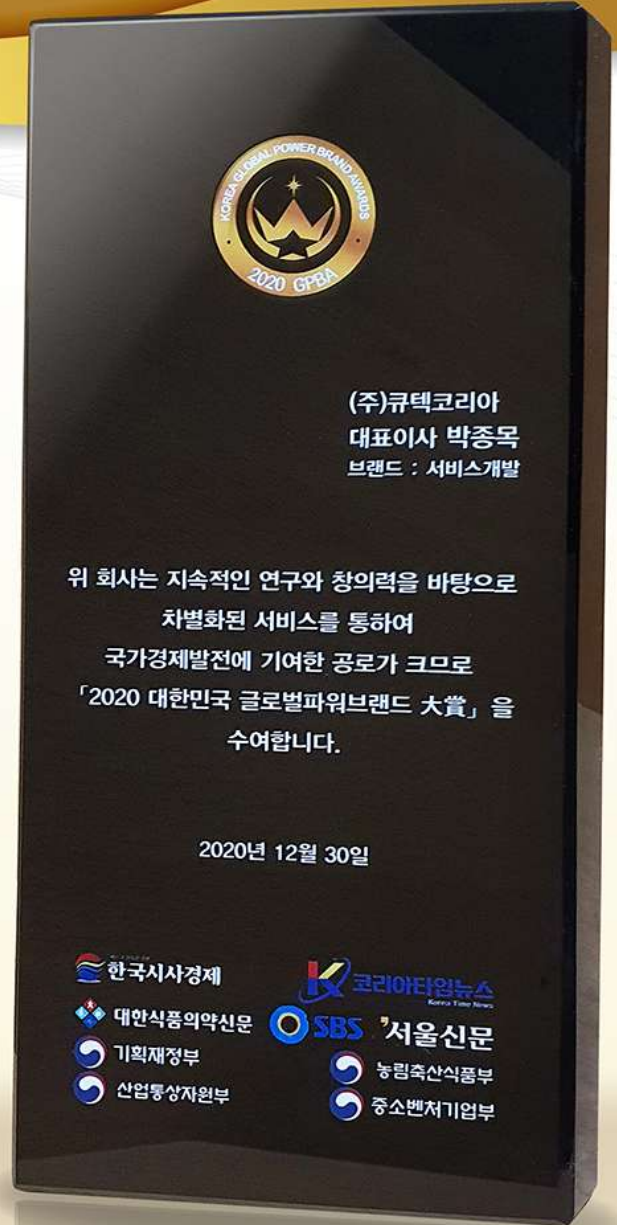 KOREA GLOBAL POWER BRAND AWARDS
2020 GPBA
(주)큐텍코리아
대표이사 박종목
브랜드 : 서비스개발
위 회사는 지속적인 연구와 창의력을 바탕으로
차별화된 서비스를 통하여
국가경제발전에 기여한 공로가 크므로
「2020 대한민국 글로벌파워브랜드 大賞」을
수여합니다.
2020년 12월 30일
한국시사경제
K 코리아타임뉴스
Korea Time News
대한식품의약신문
SBS
서울신문
기획재정부
농림축산식품부
산업통상자원부
중소벤처기업부